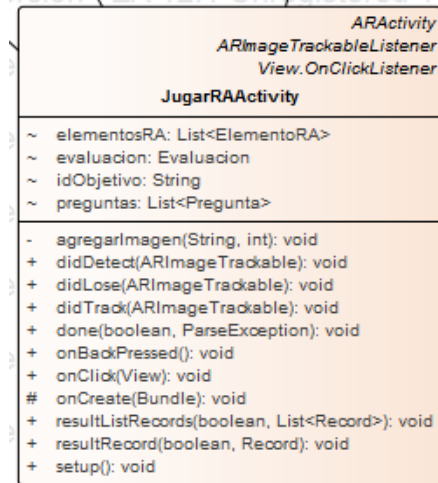 ARActivity
ARImageTrackableListener
View.OnClickListener
JugarRAActivity
~ elementosRA: List<ElementoRA>
~ evaluacion: Evaluacion
~ idObjetivo: String
~ preguntas: List<Pregunta>
- agregarImagen(String, int): void
+ didDetect(ARImageTrackable): void
+ didLose(ARImageTrackable): void
+ didTrack(ARImageTrackable): void
+ done(boolean, ParseException): void
+ onBackPressed(): void
+ onClick(View): void
# onCreate(Bundle): void
+ resultListRecords(boolean, List<Record>): void
+ resultRecord(boolean, Record): void
+ setup(): void